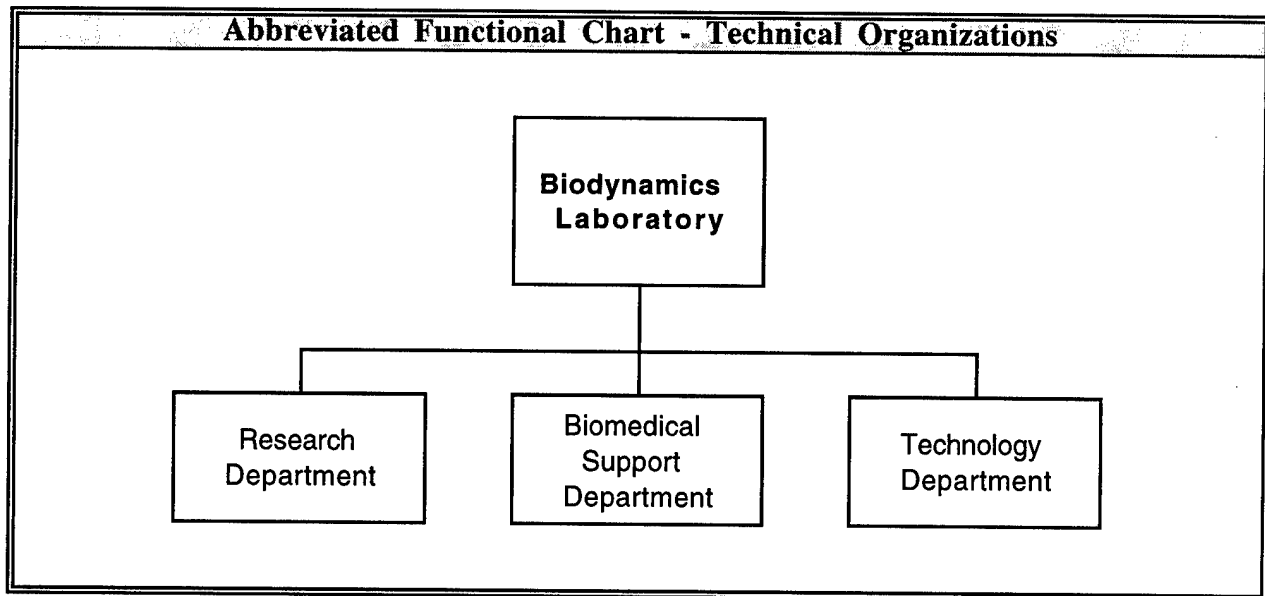 Abbreviated Functional Chart - Technical Organizations
Biodynamics
Laboratory
Research
Department
Biomedical
Support
Department
Technology
Department